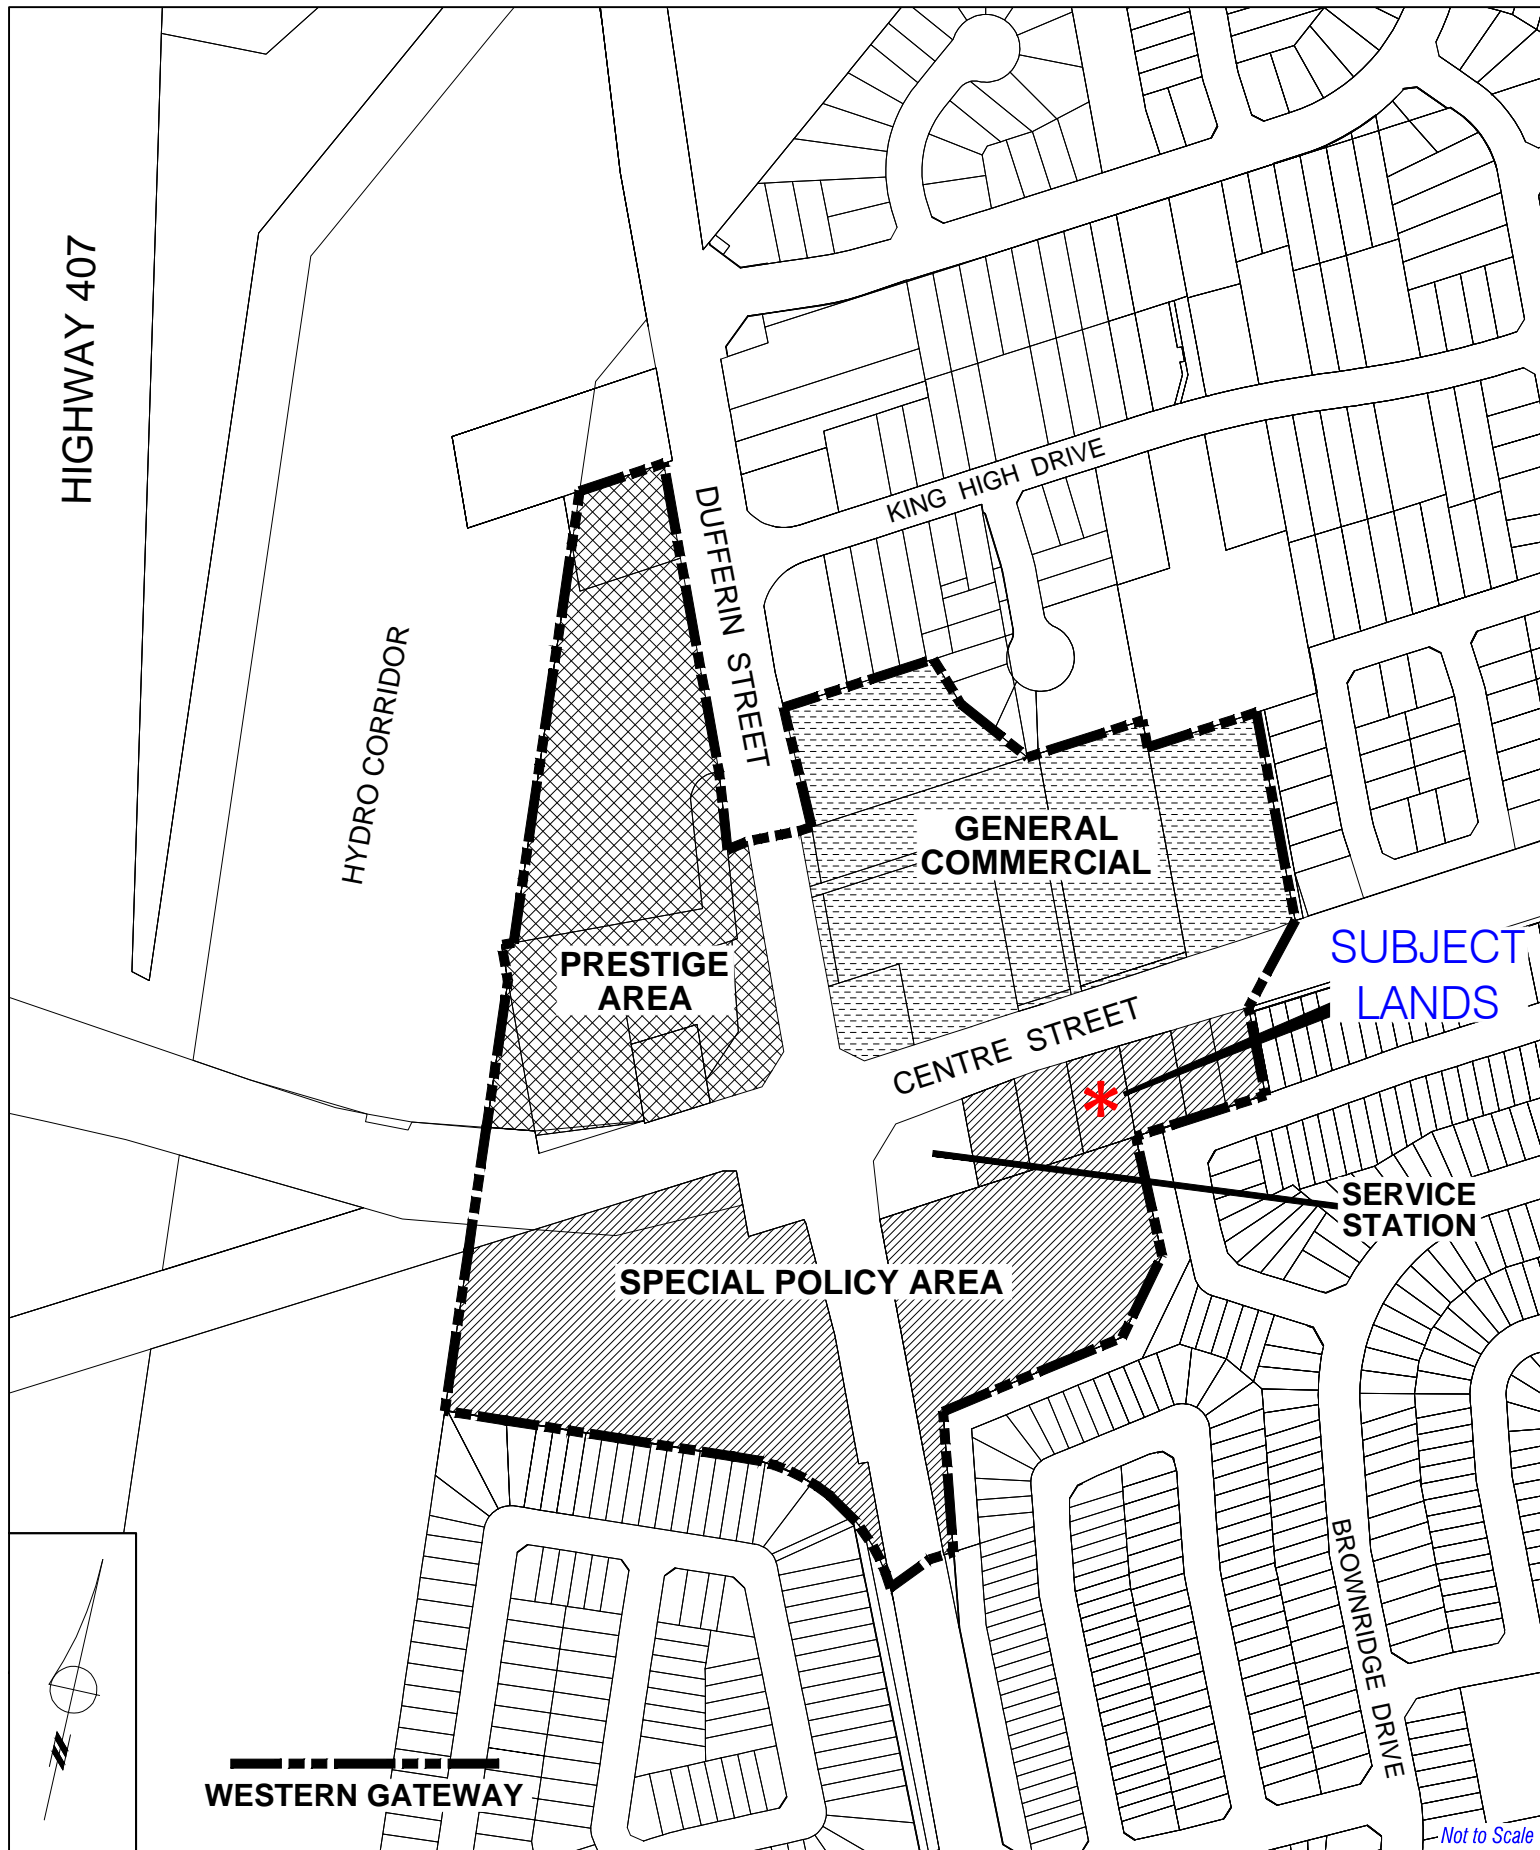 HIGHWAY 407
HYDRO CORRIDOR
DUFFERIN STREET
KING HIGH DRIVE
GENERAL
COMMERCIAL
PRESTIGE
AREA
SUBJECT
LANDS
CENTRE STREET
*
SERVICE
STATION
SPECIAL POLICY AREA
BROWNRIDGE DRIVE
N
WESTERN GATEWAY
Not to Scale